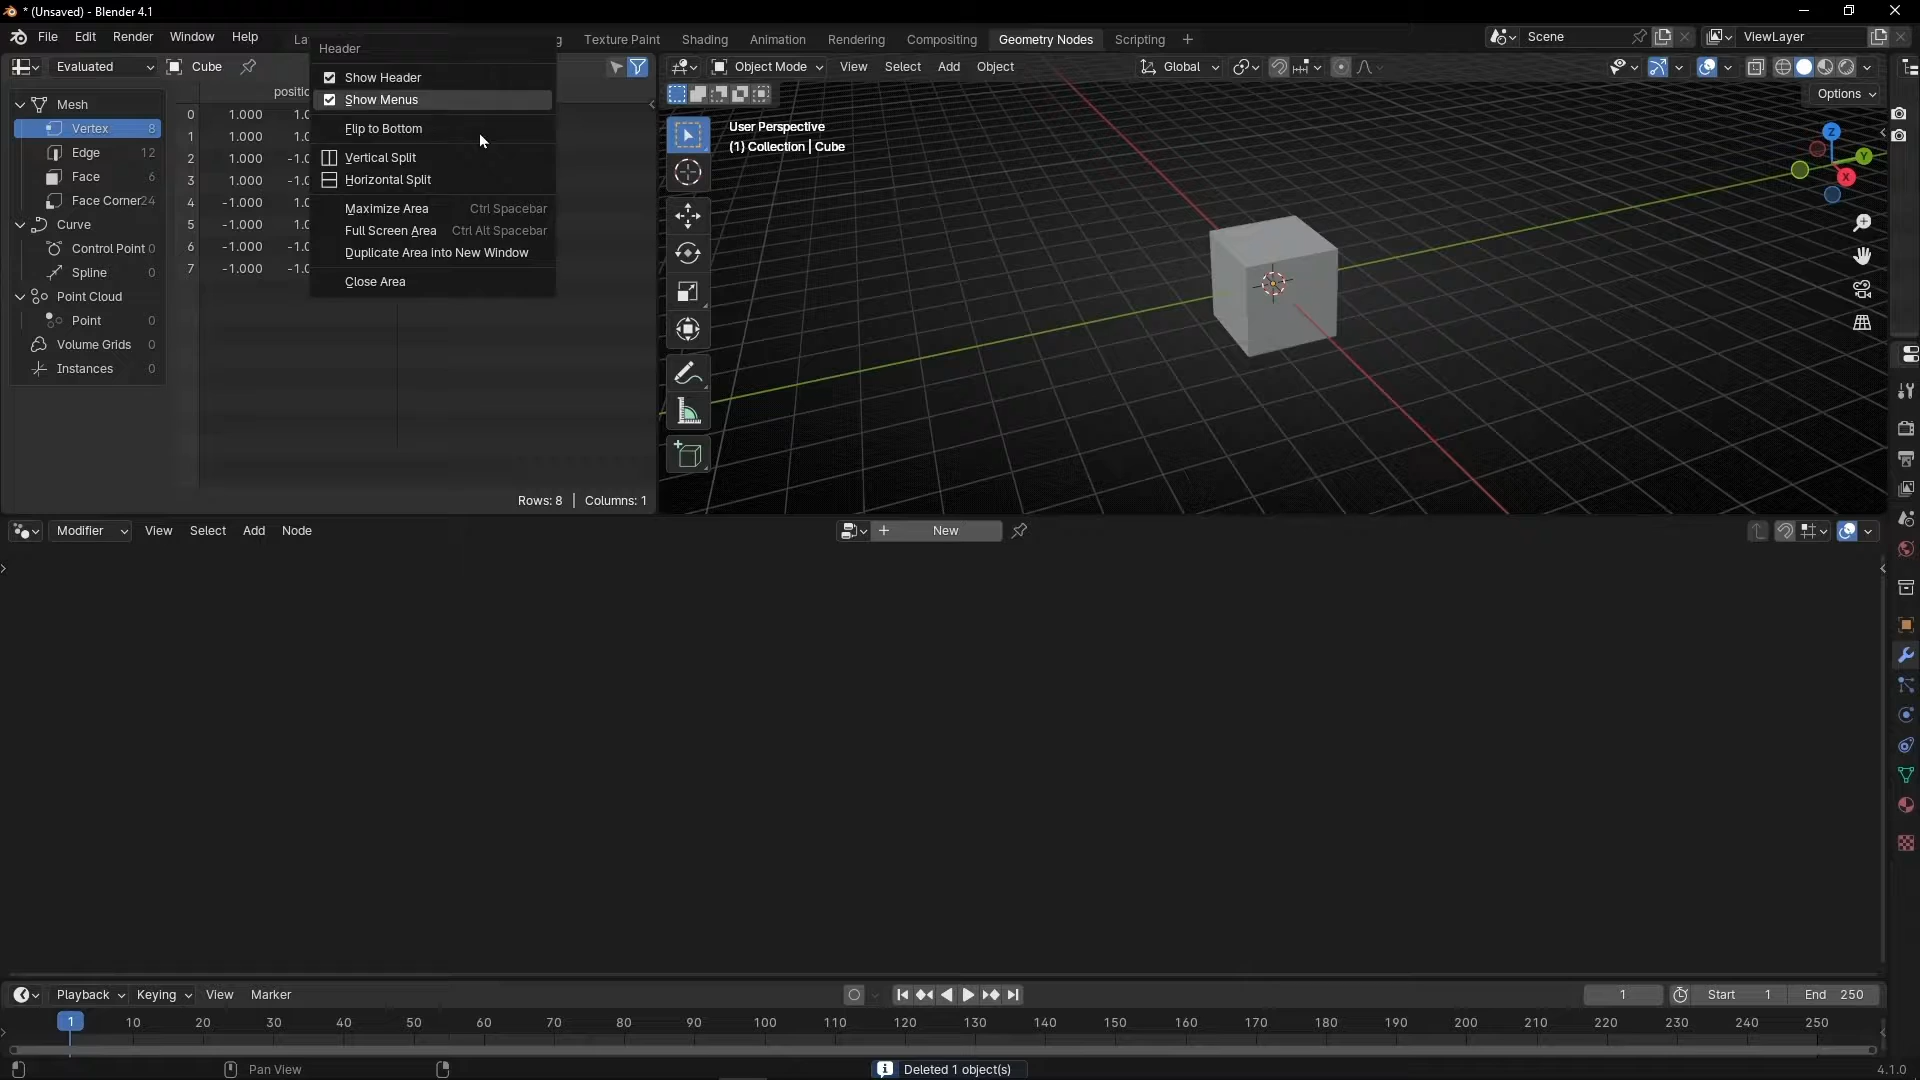 * (Unsaved) - Blender 4.1
File Edit Render Window Help Texture Paint Shading Animation Rendering Compositing Geometry Nodes Scripting + Scene ViewLayer
Header
Evaluated Cube
Object Mode View Select Add Object Global
Options
Mesh
Vertex 8
Edge 12
Face 6
Face Corner 24
Curve
Control Point 0
Spline 0
Point Cloud
Point 0
Volume Grids 0
Instances 0
0 1.000
1 1.000
2 1.000
3 1.000
4 -1.000
5 -1.000
6 -1.000
7 -1.000
Show Header
Show Menus
Flip to Bottom
Vertical Split
Horizontal Split
Maximize Area Ctrl Spacebar
Full Screen Area Ctrl Alt Spacebar
Duplicate Area into New Window
Close Area
Rows: 8 | Columns: 1
User Perspective
(1) Collection | Cube
Z
Y
X
Modifier View Select Add Node + New
Playback Keying View Marker 1 Start 1 End 250
1 10 20 30 40 50 60 70 80 90 100 110 120 130 140 150 160 170 180 190 200 210 220 230 240 250
Pan View Deleted 1 object(s) 4.1.0